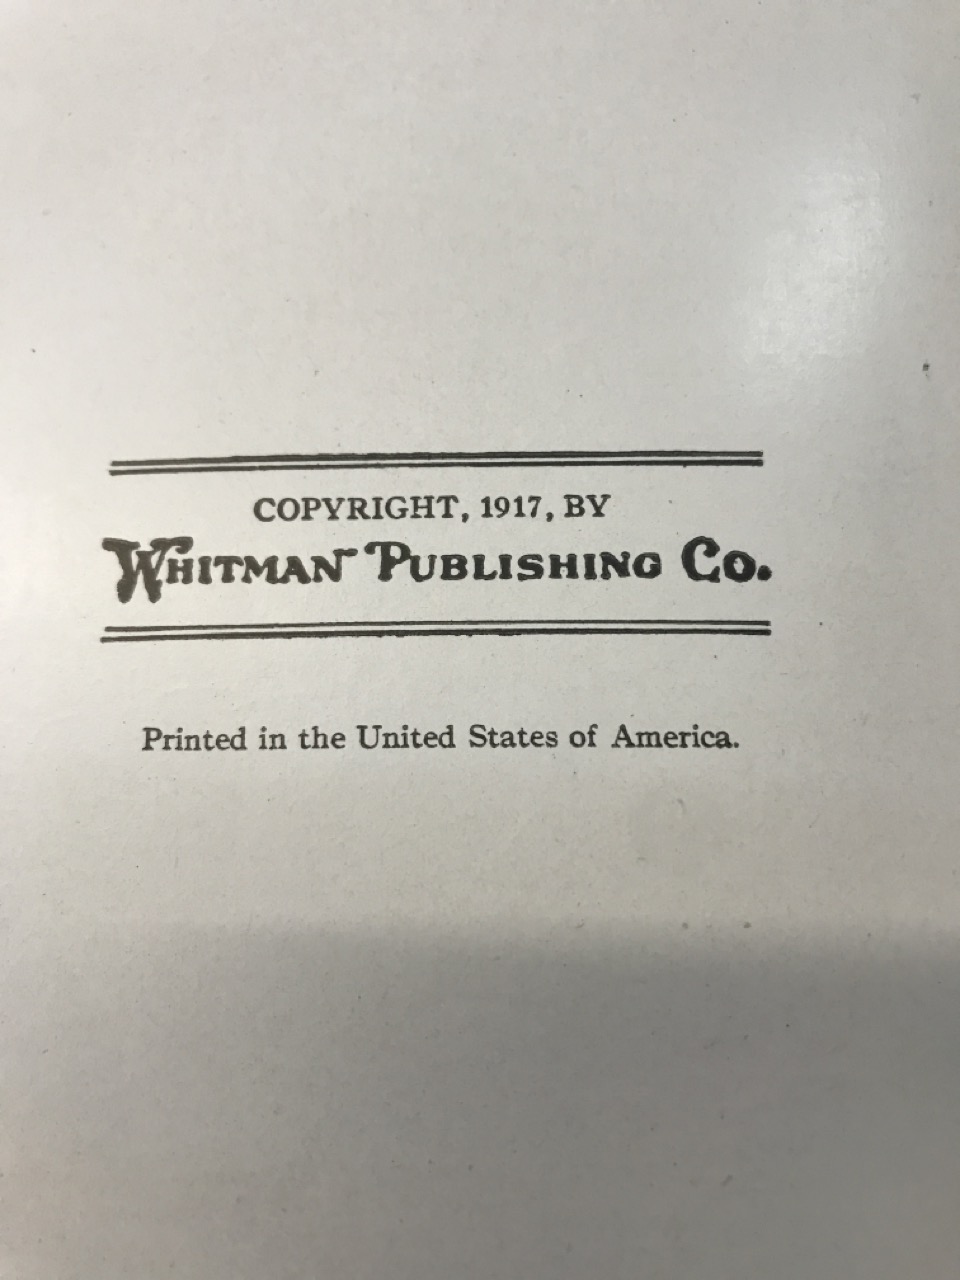 COPYRIGHT, 1917, BY
WHITMAN PUBLISHING CO.
Printed in the United States of America.